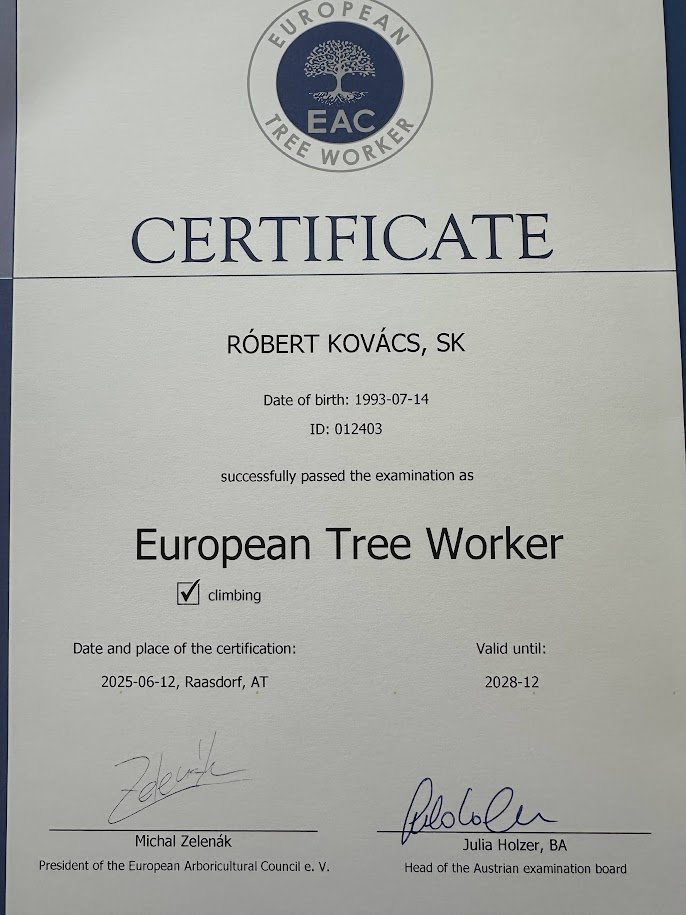 EUROPEAN
EAC
TREE WORKER
CERTIFICATE
RÓBERT KOVÁCS, SK
Date of birth: 1993-07-14
ID: 012403
successfully passed the examination as
European Tree Worker
climbing
Date and place of the certification:
Valid until:
2025-06-12, Raasdorf, AT
2028-12
Zelenák
Michal Zelenák
Julia Holzer, BA
President of the European Arboricultural Council e. V.
Head of the Austrian examination board